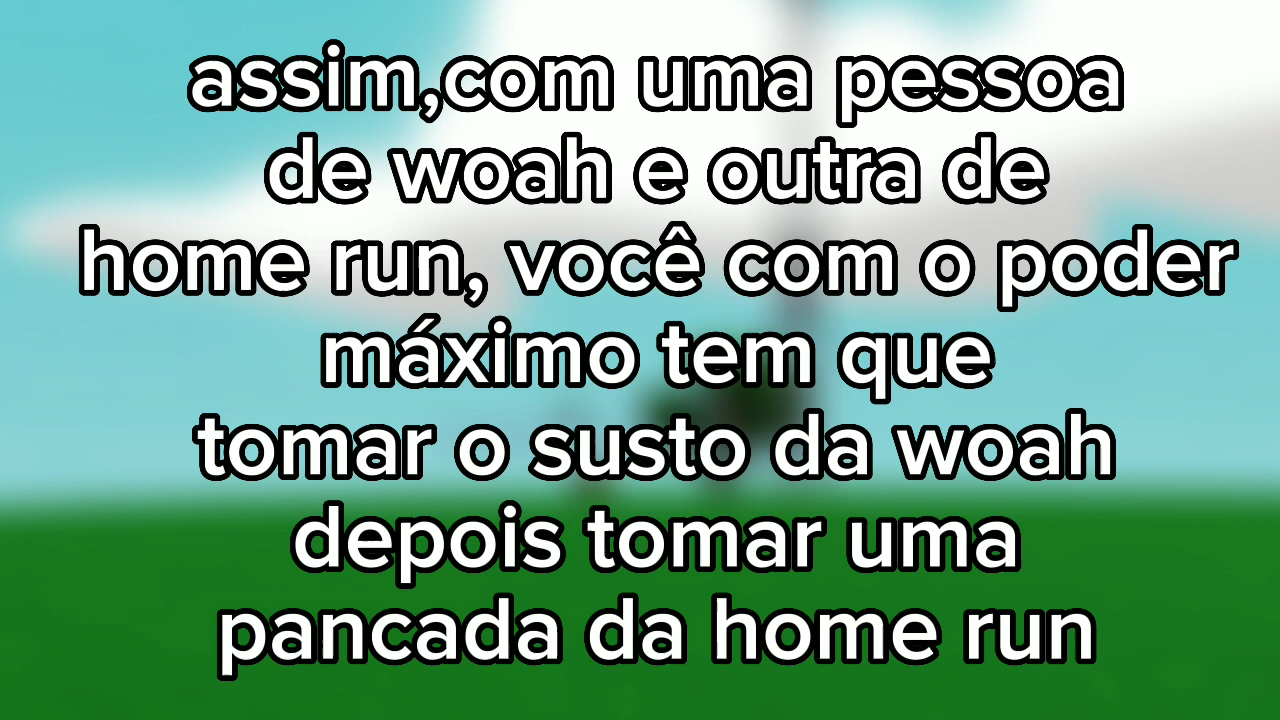 assim,com uma pessoa
de woah e outra de
home run, você com o poder
máximo tem que
tomar o susto da woah
depois tomar uma
pancada da home run